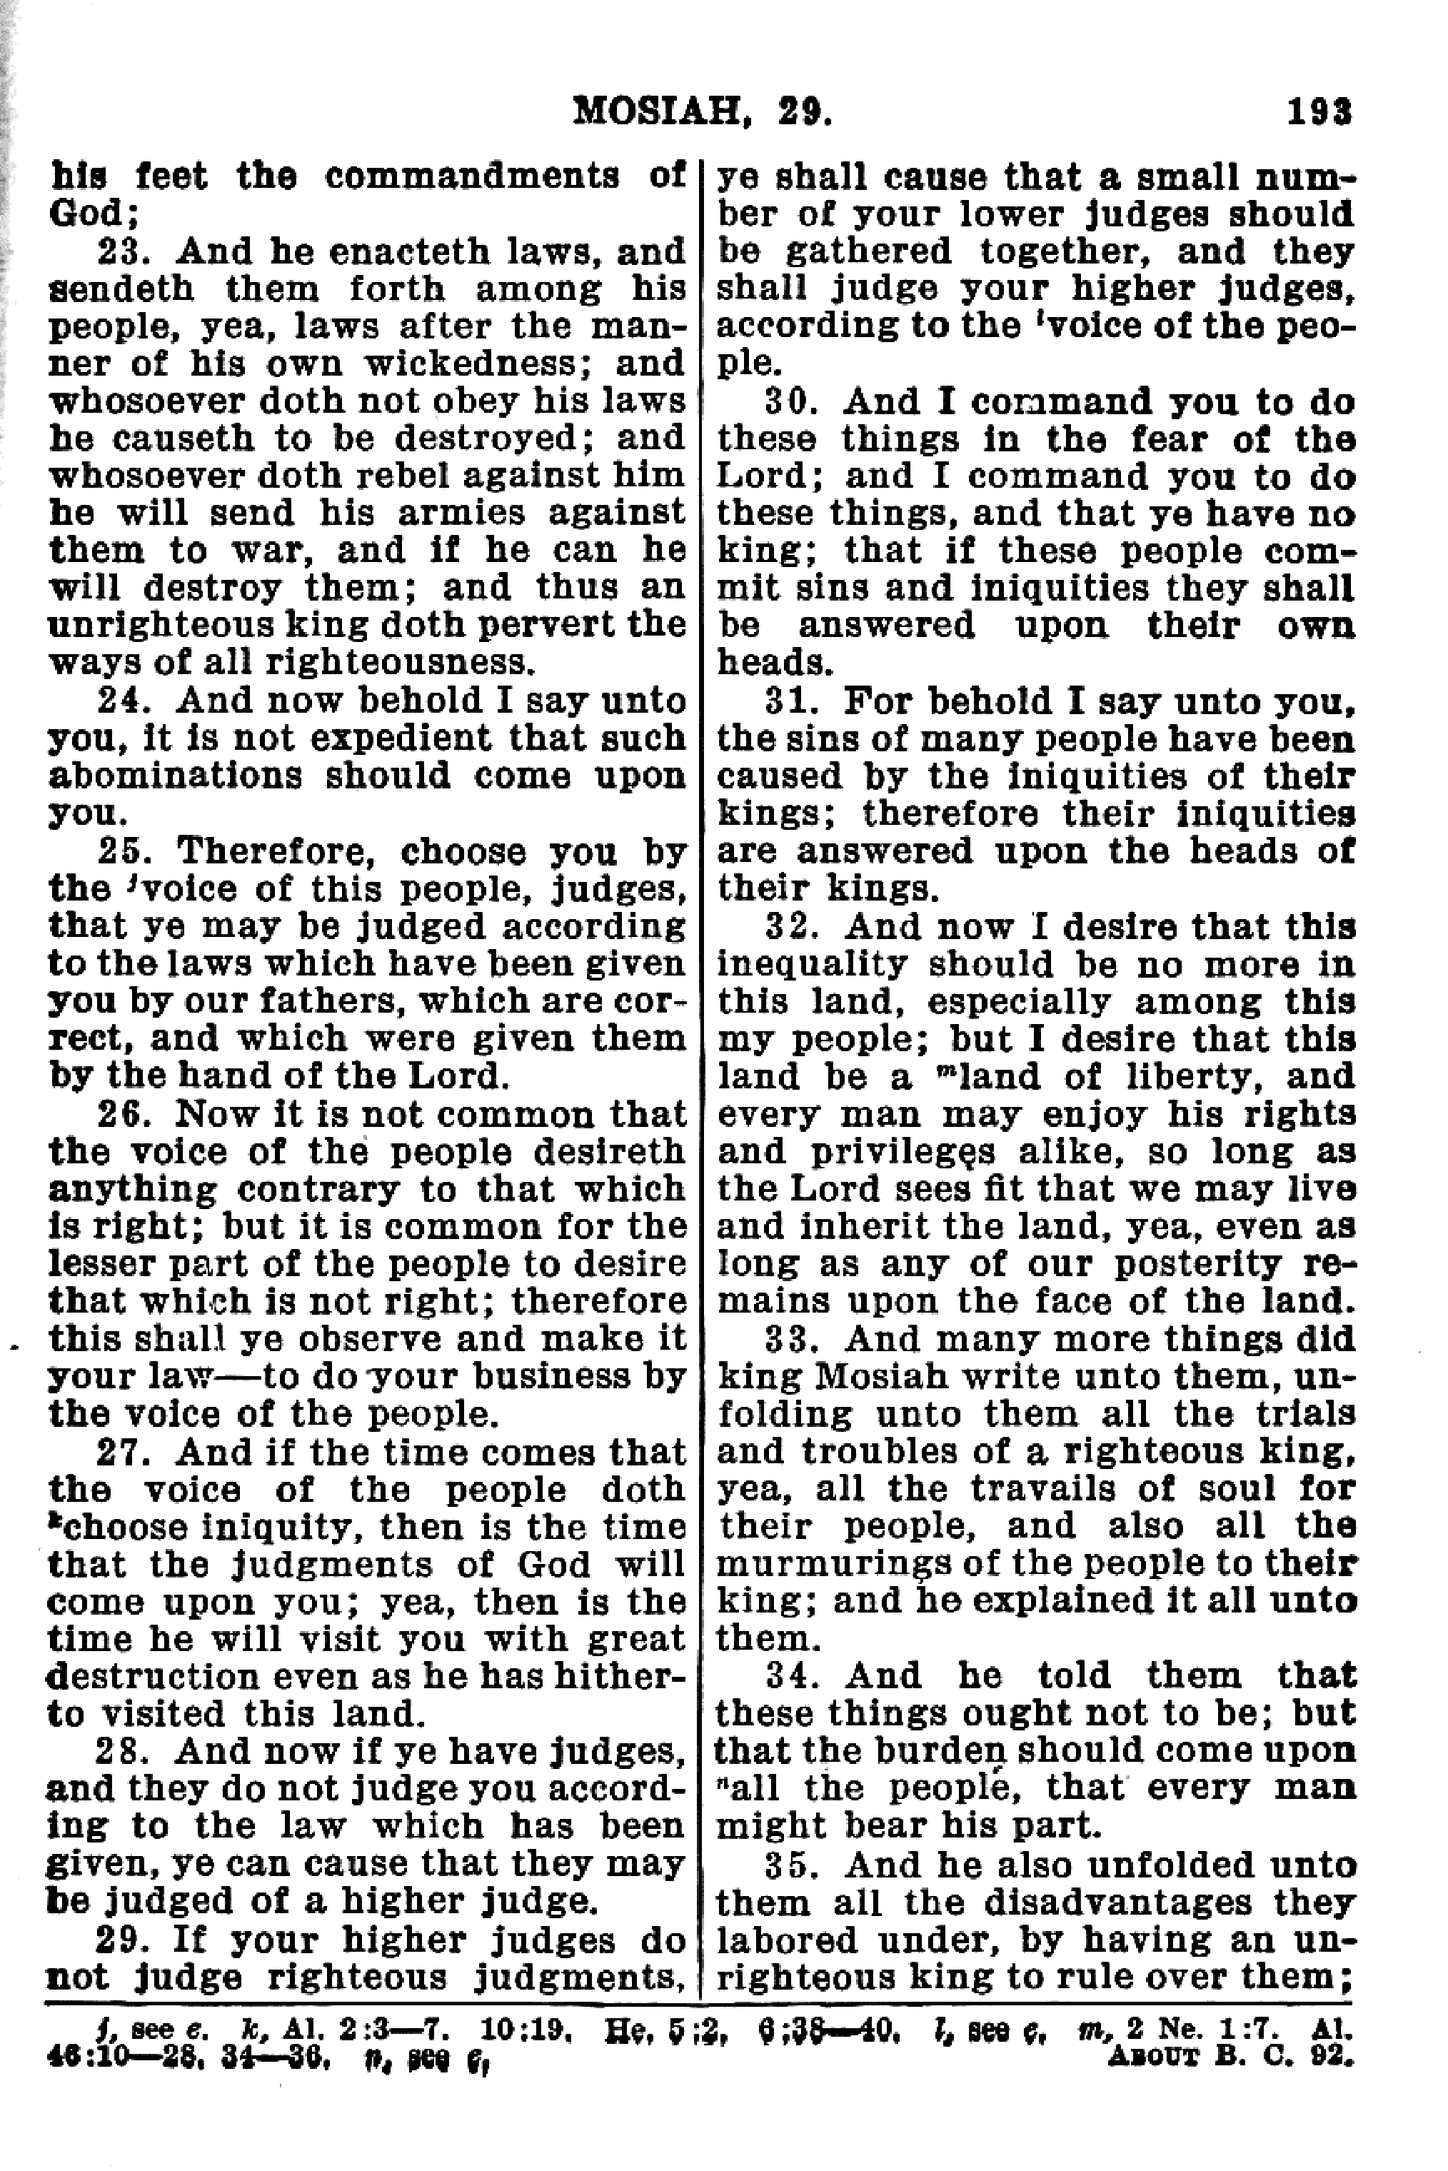 MOSIAH, 29.
193
his feet the commandments of
God;
23. And he enacteth laws, and
sendeth them forth among his
people, yea, laws after the man-
ner of his own wickedness; and
whosoever doth not obey his laws
he causeth to be destroyed; and
whosoever doth rebel against him
he will send his armies against
them to war, and if he can he
will destroy them; and thus an
unrighteous king doth pervert the
ways of all righteousness.
24. And now behold I say unto
you, it is not expedient that such
abominations should come upon
you.
25. Therefore, choose you by
the jvoice of this people, judges,
that ye may be judged according
to the laws which have been given
you by our fathers, which are cor-
rect, and which were given them
by the hand of the Lord.
26. Now it is not common that
the voice of the people desireth
anything contrary to that which
is right; but it is common for the
lesser part of the people to desire
that which is not right; therefore
this shall ye observe and make it
your law—to do your business by
the voice of the people.
27. And if the time comes that
the voice of the people doth
kchoose iniquity, then is the time
that the judgments of God will
come upon you; yea, then is the
time he will visit you with great
destruction even as he has hither-
to visited this land.
28. And now if ye have judges,
and they do not judge you accord-
ing to the law which has been
given, ye can cause that they may
be judged of a higher judge.
29. If your higher judges do
not judge righteous judgments,
ye shall cause that a small num-
ber of your lower judges should
be gathered together, and they
shall judge your higher judges,
according to the lvoice of the peo-
ple.
30. And I command you to do
these things in the fear of the
Lord; and I command you to do
these things, and that ye have no
king; that if these people com-
mit sins and iniquities they shall
be answered upon their own
heads.
31. For behold I say unto you,
the sins of many people have been
caused by the iniquities of their
kings; therefore their iniquities
are answered upon the heads of
their kings.
32. And now I desire that this
inequality should be no more in
this land, especially among this
my people; but I desire that this
land be a mland of liberty, and
every man may enjoy his rights
and privileges alike, so long as
the Lord sees fit that we may live
and inherit the land, yea, even as
long as any of our posterity re-
mains upon the face of the land.
33. And many more things did
king Mosiah write unto them, un-
folding unto them all the trials
and troubles of a righteous king,
yea, all the travails of soul for
their people, and also all the
murmurings of the people to their
king; and he explained it all unto
them.
34. And he told them that
these things ought not to be; but
that the burden should come upon
nall the people, that every man
might bear his part.
35. And he also unfolded unto
them all the disadvantages they
labored under, by having an un-
righteous king to rule over them;
j, see e. k, Al. 2:3—7. 10:19. He. 5:2, 6:38—40. l, see e. m, 2 Ne. 1:7. Al.
46:10—28, 34—36. n, see e,
ABOUT B. C. 92.